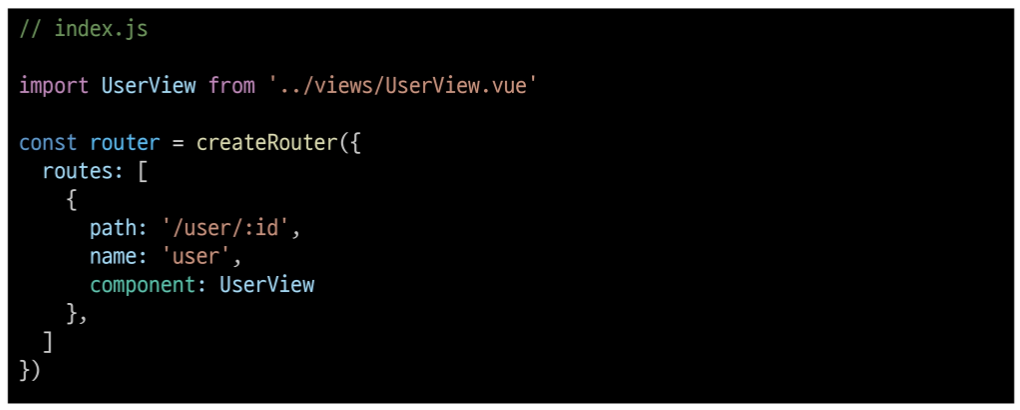 // index.js
import UserView from '../views/UserView.vue'
const router = createRouter({
  routes: [
    {
      path: '/user/:id',
      name: 'user',
      component: UserView
    },
  ]
})